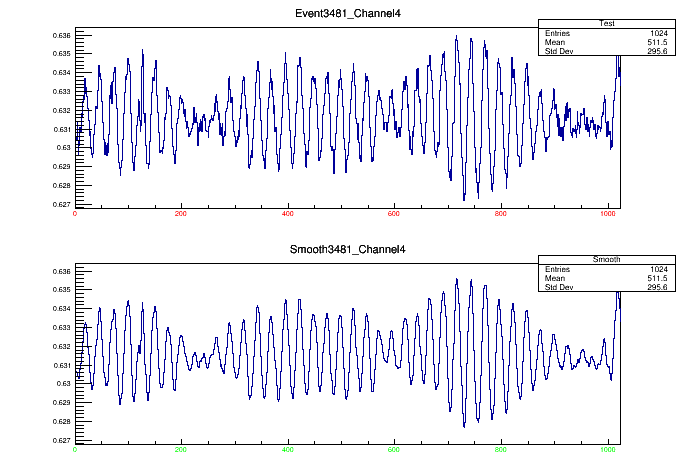 Event3481_Channel4
Test
Entries 1024
Mean 511.5
Std Dev 295.6
0.636
0.635
0.634
0.633
0.632
0.631
0.63
0.629
0.628
0.627
0 200 400 600 800 1000
Smooth3481_Channel4
Smooth
Entries 1024
Mean 511.5
Std Dev 295.6
0.636
0.635
0.634
0.633
0.632
0.631
0.63
0.629
0.628
0.627
0 200 400 600 800 1000